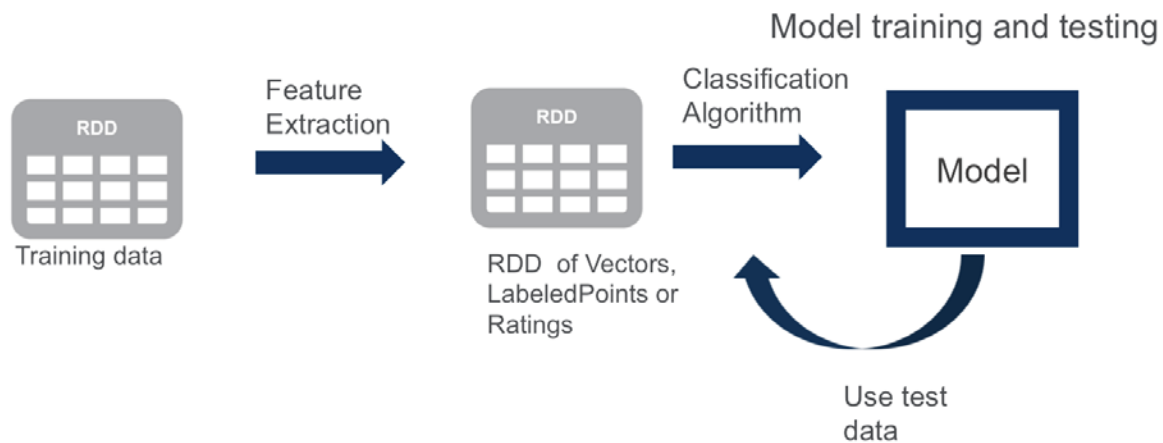 Model training and testing
RDD
Training data
Feature
Extraction
RDD
RDD of Vectors,
LabeledPoints or
Ratings
Classification
Algorithm
Model
Use test
data